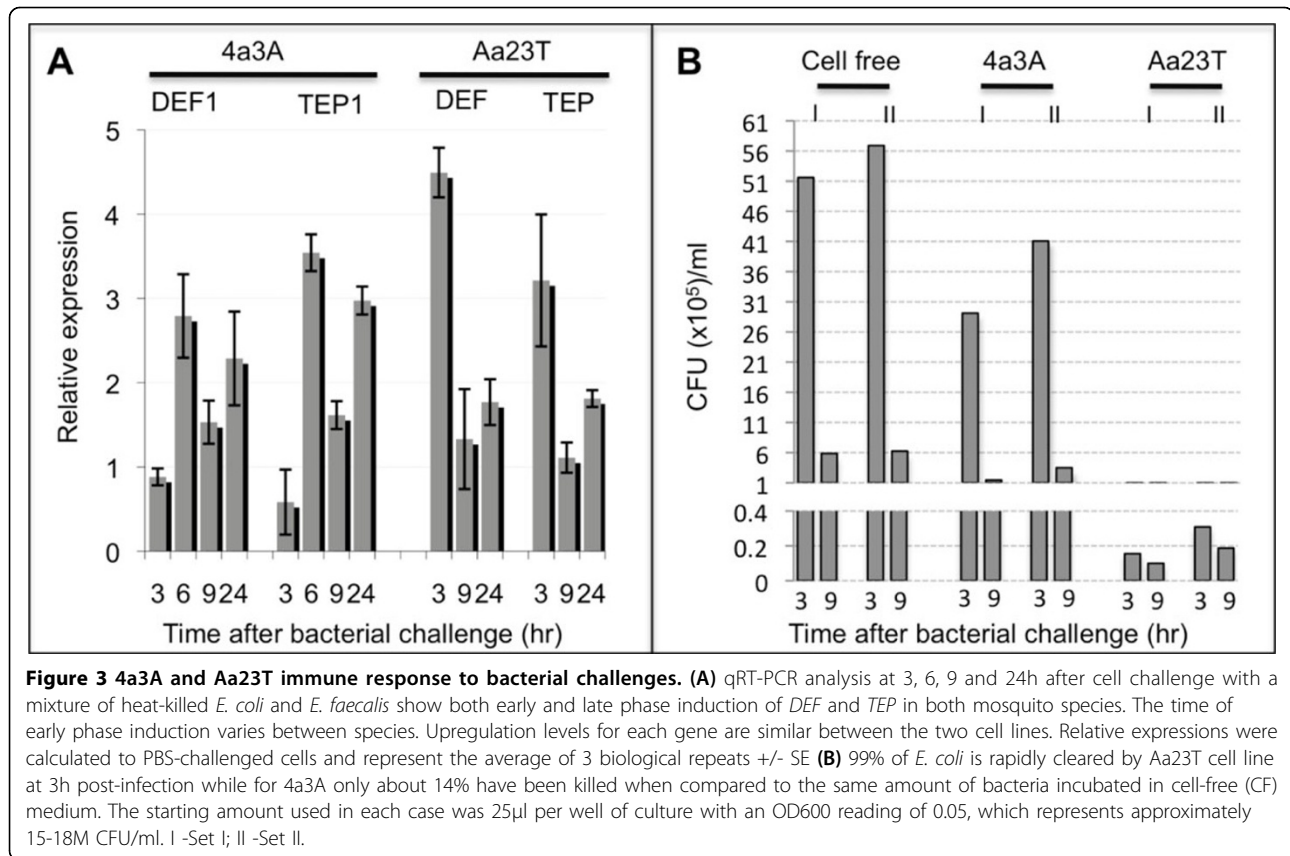 A
4a3A Aa23T
DEF1 TEP1 DEF TEP
5
4
3
2
1
0
Relative expression
3 6 9 24 3 6 9 24 3 9 24 3 9 24
Time after bacterial challenge (hr)
B
Cell free 4a3A Aa23T
I II I II I II
61
56
51
46
41
36
31
26
21
16
11
6
1
0.4
0.2
0
CFU (x10⁵)/ml
3 9 3 9 3 9 3 9 3 9 3 9
Time after bacterial challenge (hr)
Figure 3 4a3A and Aa23T immune response to bacterial challenges. (A) qRT-PCR analysis at 3, 6, 9 and 24h after cell challenge with a
mixture of heat-killed E. coli and E. faecalis show both early and late phase induction of DEF and TEP in both mosquito species. The time of
early phase induction varies between species. Upregulation levels for each gene are similar between the two cell lines. Relative expressions were
calculated to PBS-challenged cells and represent the average of 3 biological repeats +/- SE (B) 99% of E. coli is rapidly cleared by Aa23T cell line
at 3h post-infection while for 4a3A only about 14% have been killed when compared to the same amount of bacteria incubated in cell-free (CF)
medium. The starting amount used in each case was 25μl per well of culture with an OD600 reading of 0.05, which represents approximately
15-18M CFU/ml. I -Set I; II -Set II.